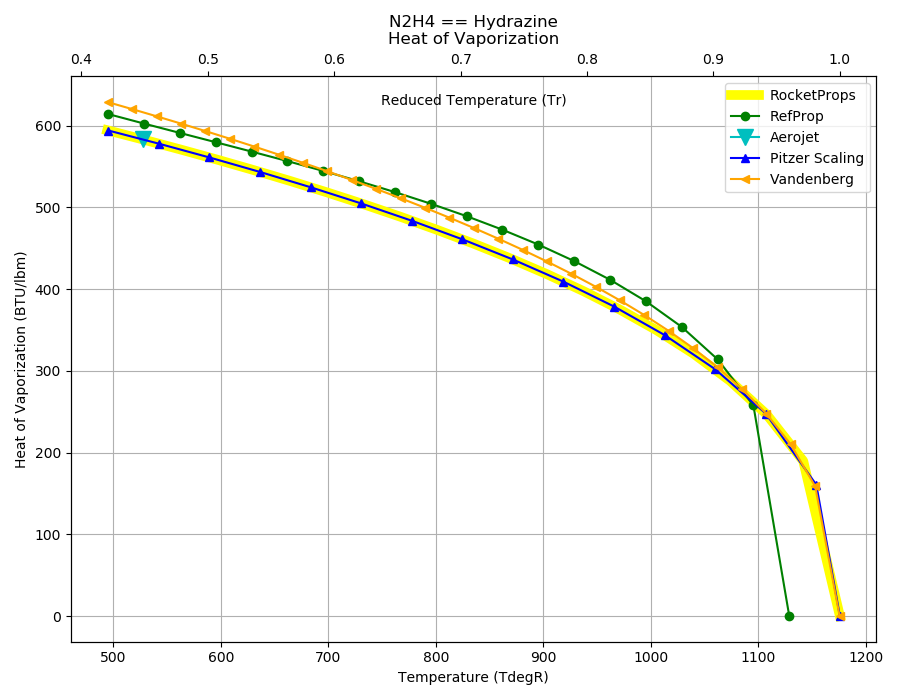 N2H4 == Hydrazine
Heat of Vaporization
0.4 0.5 0.6 0.7 0.8 0.9 1.0
Reduced Temperature (Tr)
RocketProps
RefProp
Aerojet
Pitzer Scaling
Vandenberg
600
500
400
300
200
100
0
Heat of Vaporization (BTU/lbm)
500 600 700 800 900 1000 1100 1200
Temperature (TdegR)